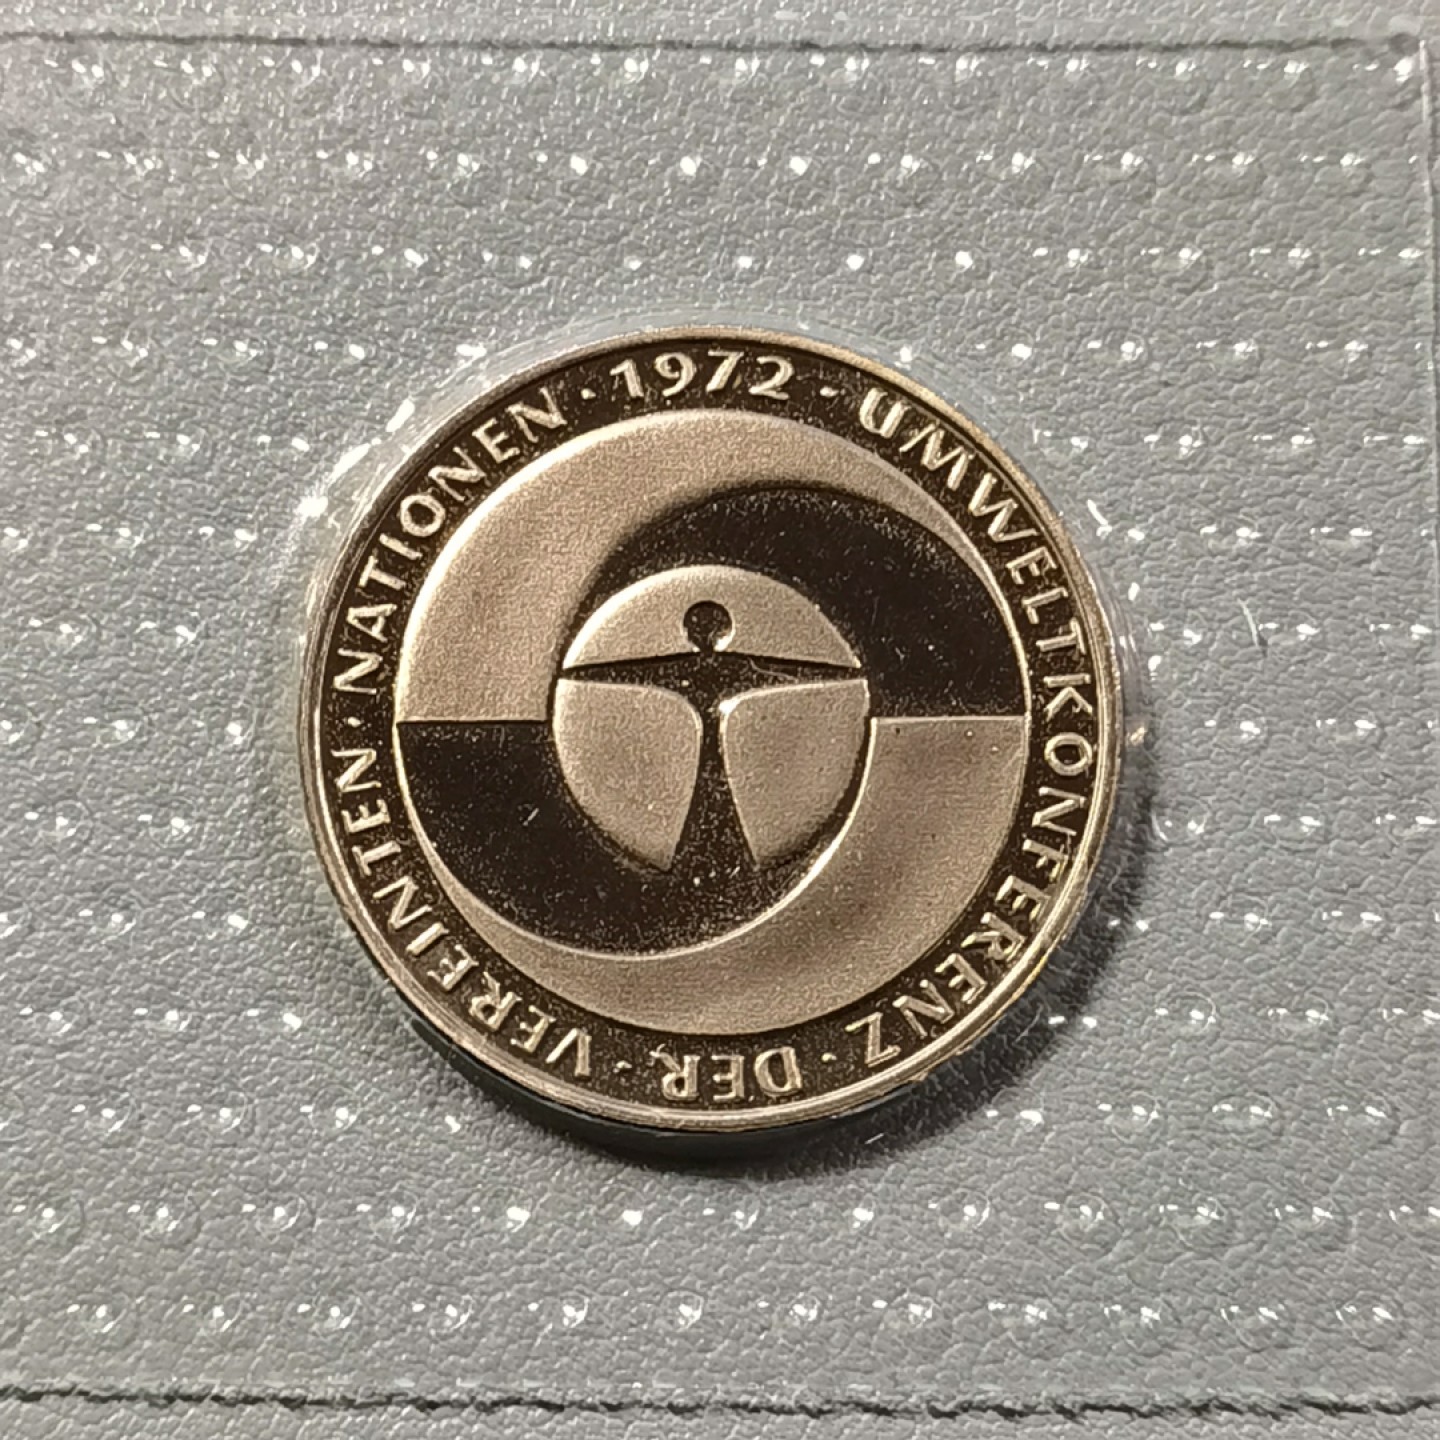 1972 · UMWELTKONFERENZ · DER · VEREINTEN · NATIONEN ·